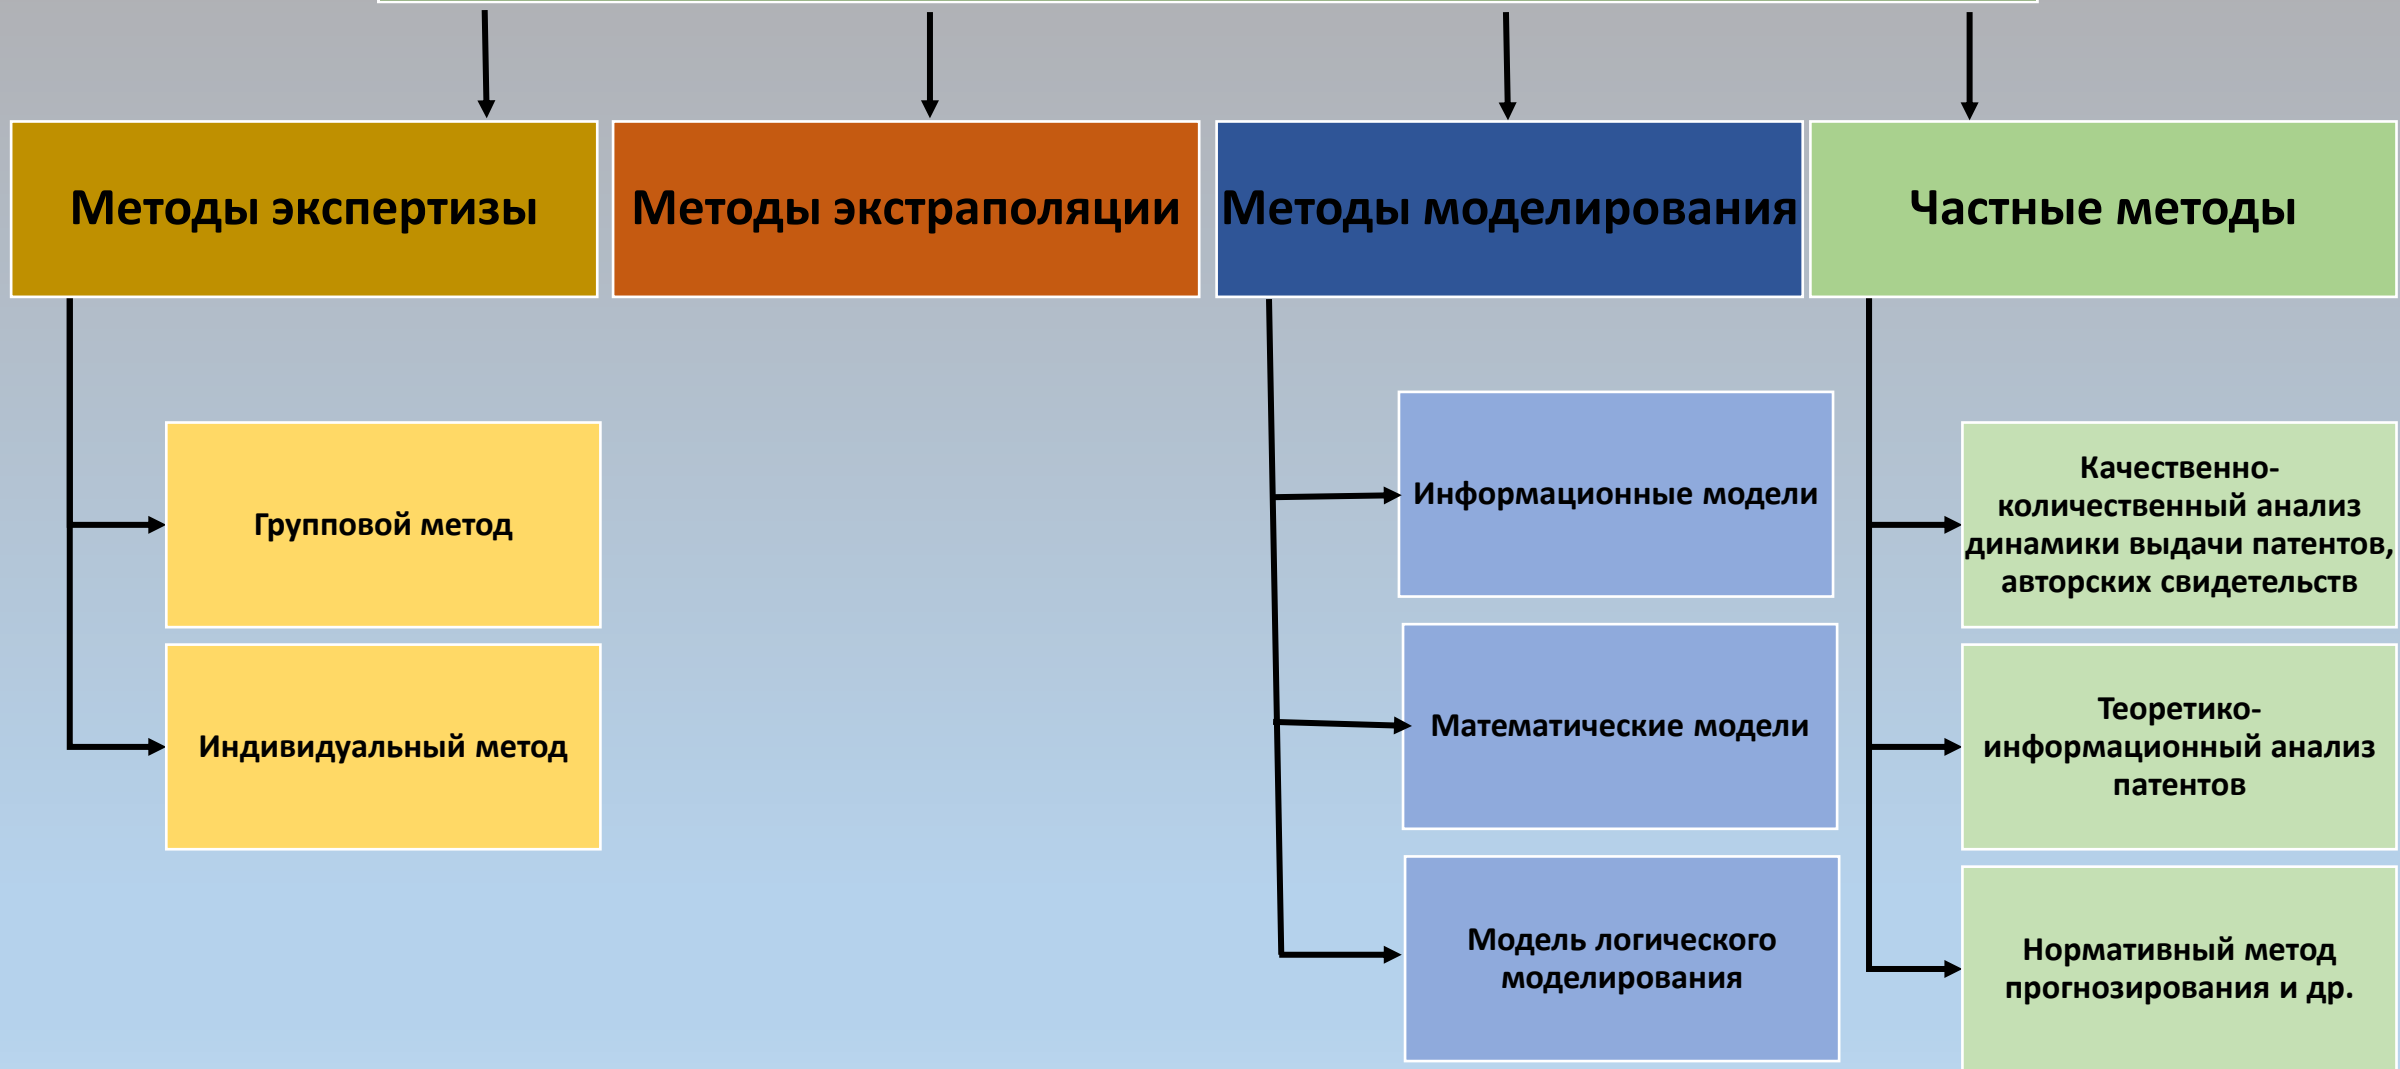 Методы экспертизы
Методы экстраполяции
Методы моделирования
Частные методы
Групповой метод
Индивидуальный метод
Информационные модели
Математические модели
Модель логического
моделирования
Качественно-
количественный анализ
динамики выдачи патентов,
авторских свидетельств
Теоретико-
информационный анализ
патентов
Нормативный метод
прогнозирования и др.